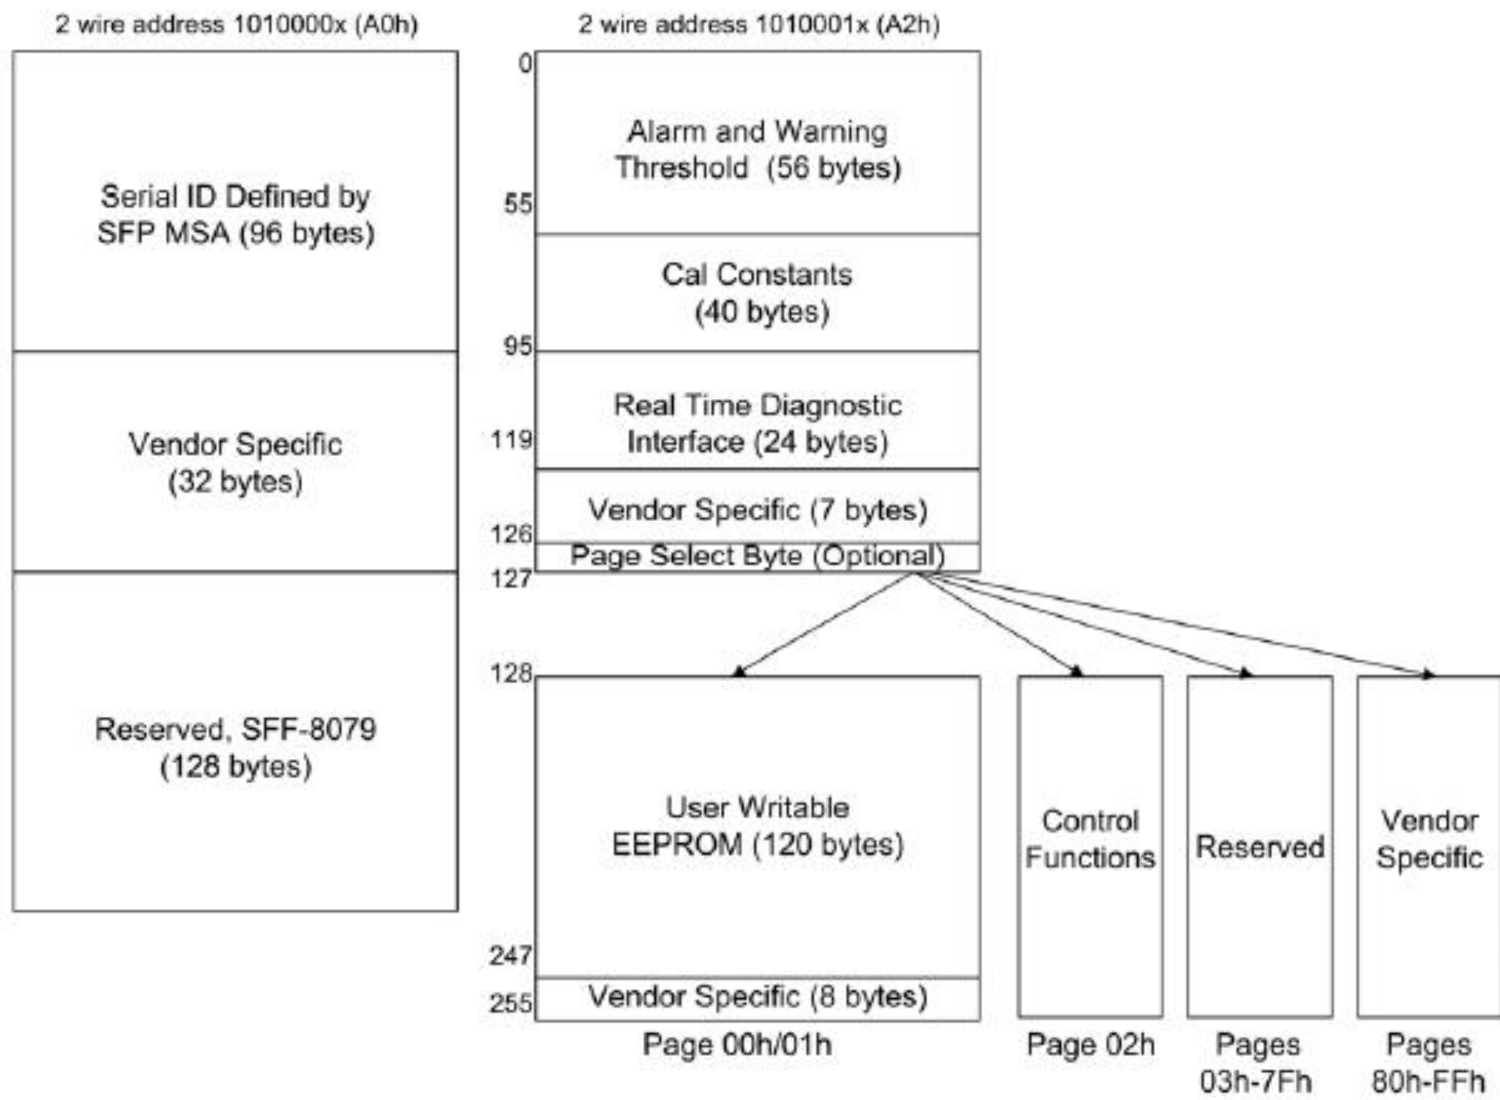 2 wire address 1010000x (A0h)
Serial ID Defined by
SFP MSA (96 bytes)
Vendor Specific
(32 bytes)
Reserved, SFF-8079
(128 bytes)
2 wire address 1010001x (A2h)
0
Alarm and Warning
Threshold (56 bytes)
55
Cal Constants
(40 bytes)
95
Real Time Diagnostic
Interface (24 bytes)
119
Vendor Specific (7 bytes)
126
Page Select Byte (Optional)
127
128
User Writable
EEPROM (120 bytes)
247
Vendor Specific (8 bytes)
255
Page 00h/01h
Control
Functions
Page 02h
Reserved
Pages
03h-7Fh
Vendor
Specific
Pages
80h-FFh